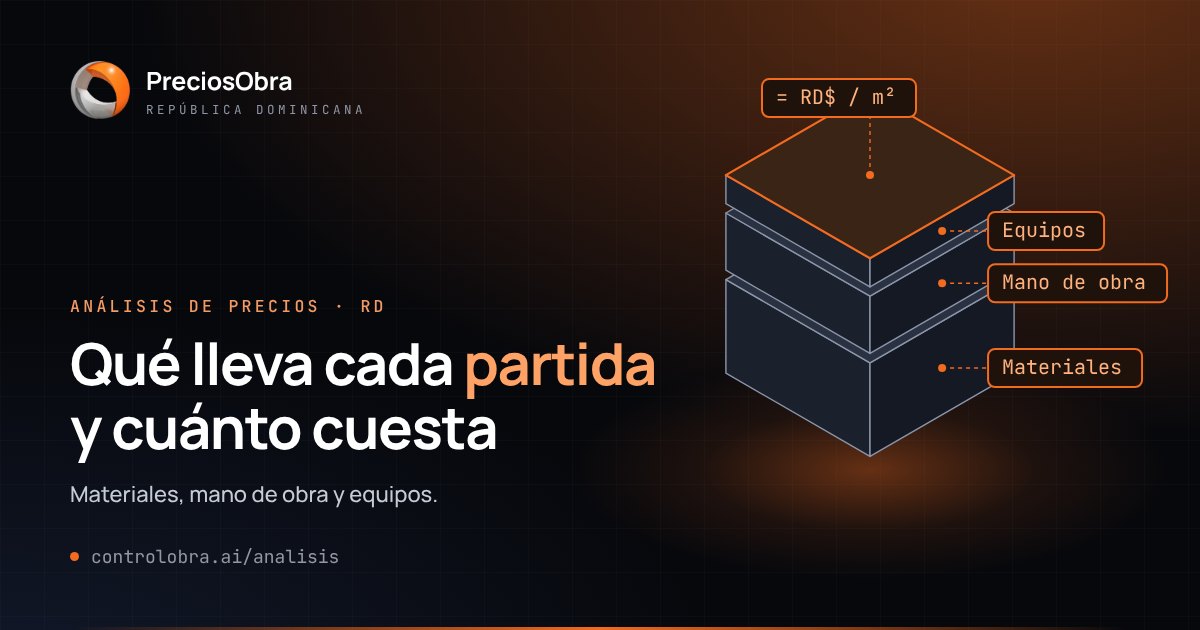 PreciosObra
REPÚBLICA DOMINICANA
= RD$ / m²
Equipos
Mano de obra
Materiales
ANÁLISIS DE PRECIOS · RD
Qué lleva cada partida
y cuánto cuesta
Materiales, mano de obra y equipos.
controlobra.ai/analisis